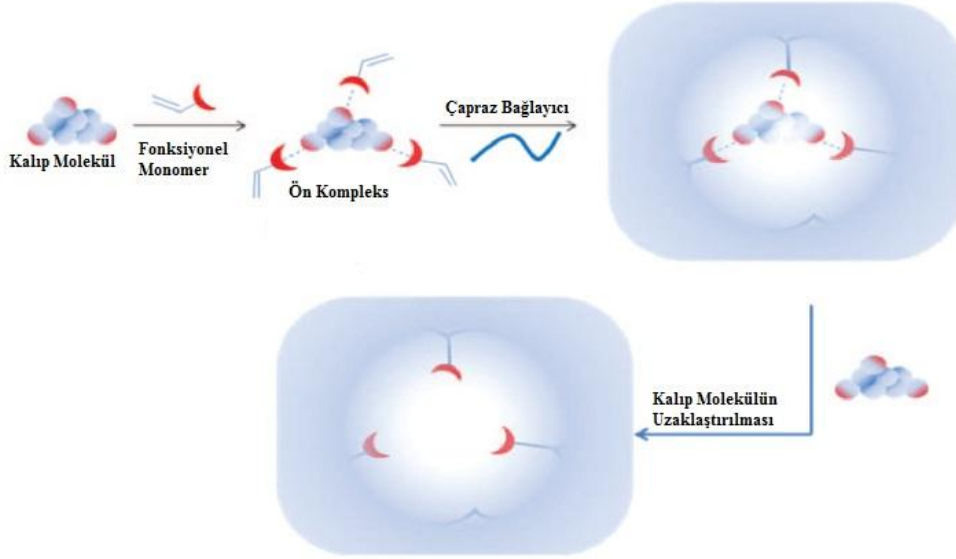 Kalıp Molekül
Fonksiyonel
Monomer
Ön Kompleks
Çapraz Bağlayıcı
Kalıp Molekülün
Uzaklaştırılması